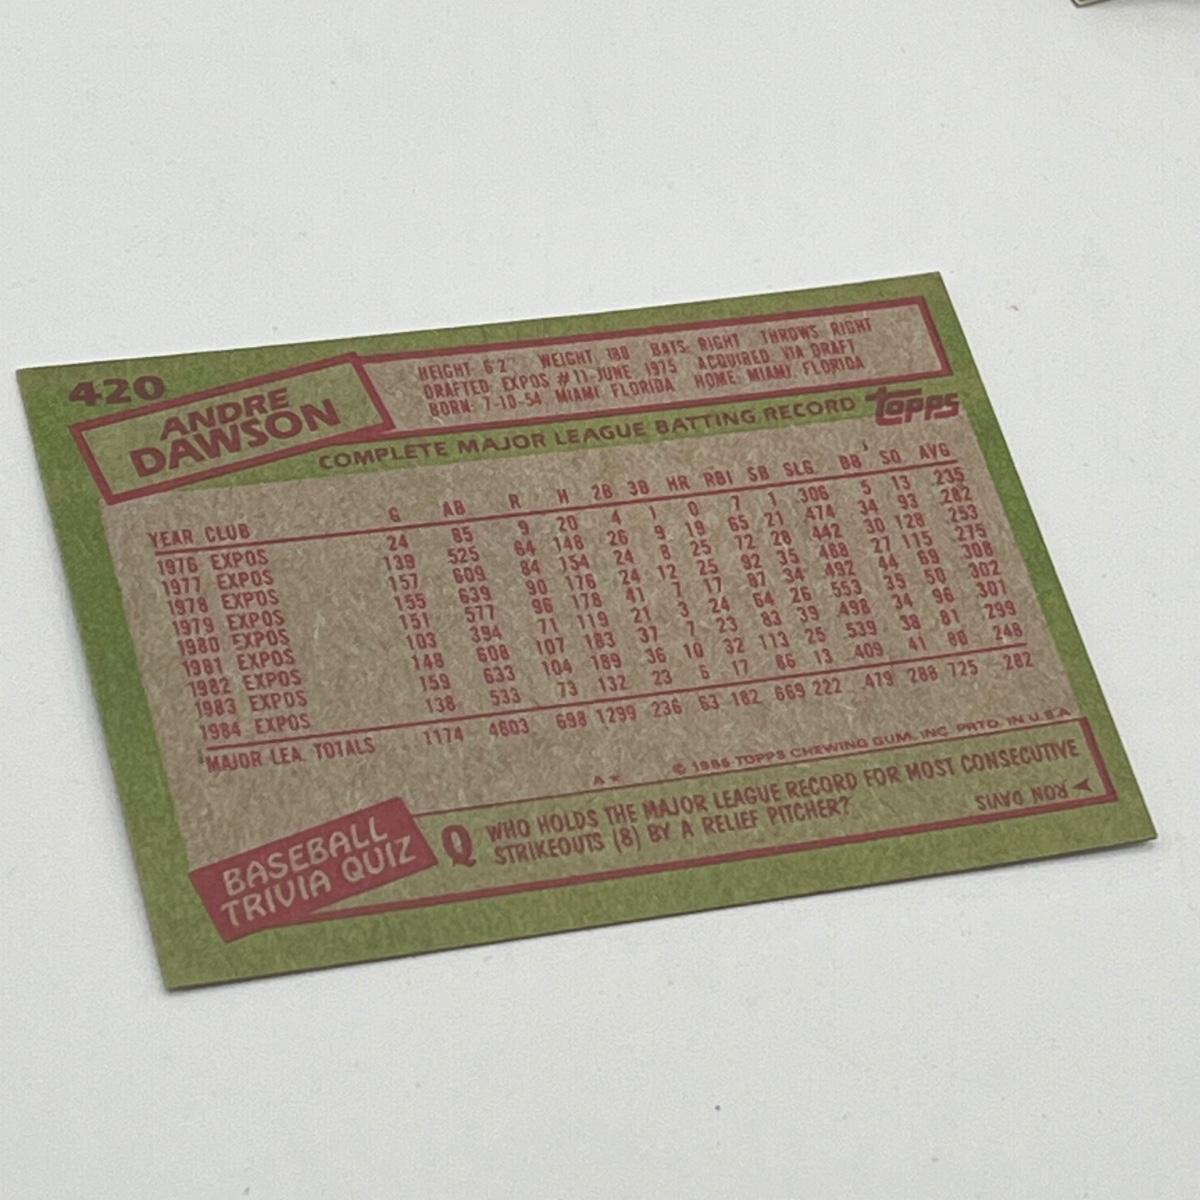 420
ANDRE
DAWSON
HEIGHT 6'2" WEIGHT 180 BATS: RIGHT THROWS RIGHT
DRAFTED EXPOS #11-JUNE, 1975 ACQUIRED VIA DRAFT
BORN: 7-10-54 MIAMI FLORIDA HOME: MIAMI, FLORIDA
COMPLETE MAJOR LEAGUE BATTING RECORD
topps
YEAR CLUB G AB R H 2B 3B HR RBI SB SLG BB SO AVG
1976 EXPOS 24 85 9 20 4 1 0 7 1 306 5 13 235
1977 EXPOS 139 525 64 148 26 9 19 65 21 474 34 93 282
1978 EXPOS 157 609 84 154 24 8 25 72 28 442 30 128 253
1979 EXPOS 155 639 90 176 24 12 25 92 35 468 27 115 275
1980 EXPOS 151 577 96 178 41 7 17 87 34 492 44 69 308
1981 EXPOS 103 394 71 119 21 3 24 64 26 553 35 50 302
1982 EXPOS 148 608 107 183 37 7 23 83 39 498 34 96 301
1983 EXPOS 159 633 104 189 36 10 32 113 25 539 38 81 299
1984 EXPOS 138 533 73 132 23 6 17 86 13 409 41 80 248
MAJOR LEA. TOTALS 1174 4603 698 1299 236 63 182 669 222 479 288 725 282
A* © 1985 TOPPS CHEWING GUM, INC. PRTD. IN U.S.A.
BASEBALL
TRIVIA QUIZ
Q WHO HOLDS THE MAJOR LEAGUE RECORD FOR MOST CONSECUTIVE
STRIKEOUTS (8) BY A RELIEF PITCHER?
RON DAVIS